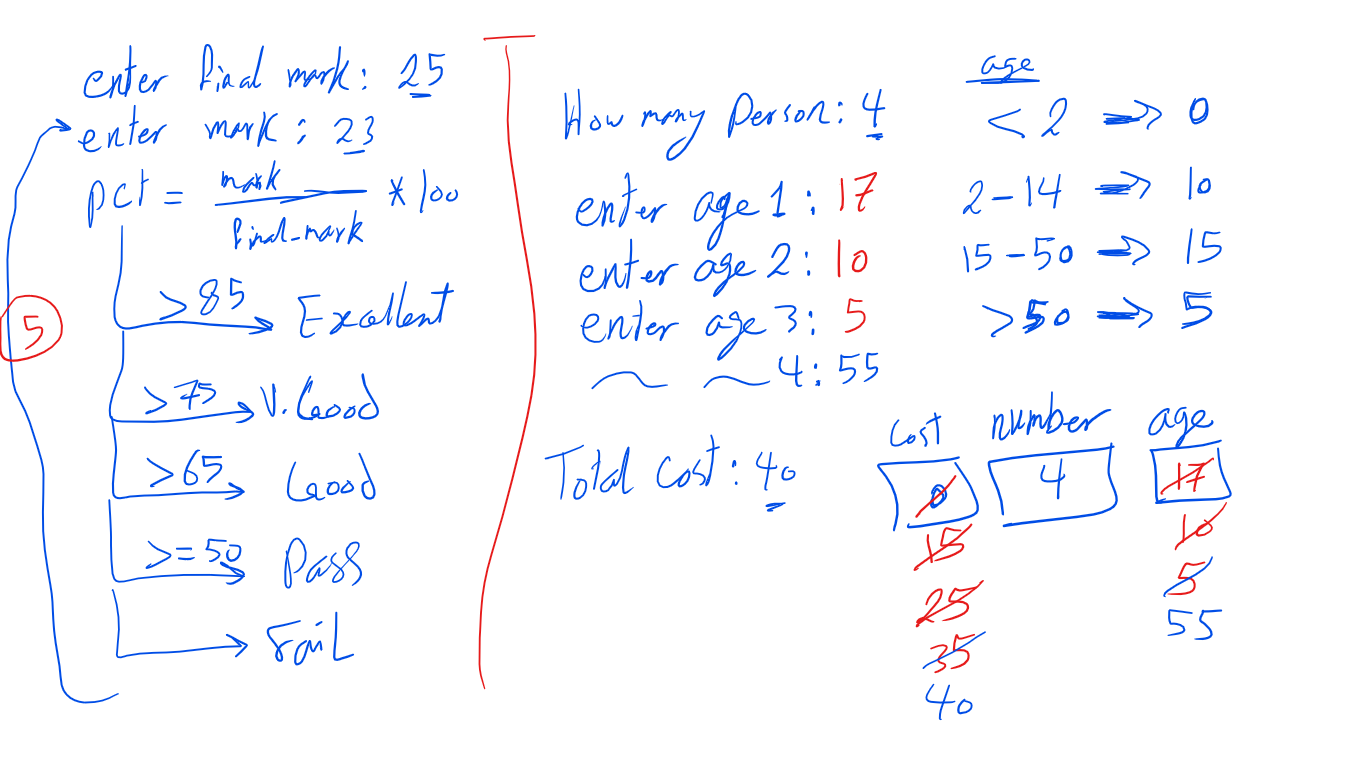 enter final mark: 25
enter mark: 23
pct = mark / final_mark * 100
>85 Excellent
>75 V. Good
>65 Good
>=50 Pass
Fail
5
How many Person: 4
enter age 1: 17
enter age 2: 10
enter age 3: 5
4: 55
Total Cost: 40
age
<2 => 0
2-14 => 10
15-50 => 15
>50 => 5
Cost number age
0 4 17
15 10
25 5
35 55
40